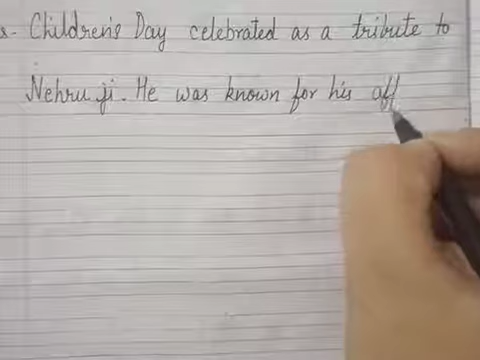 Children's Day celebrated as a tribute to
Nehru ji. He was known for his aff